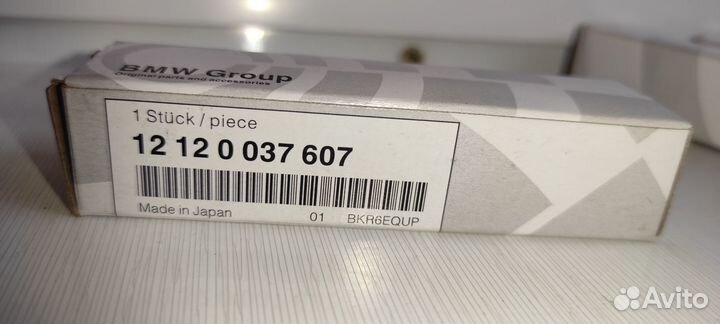 BMW Group
Original parts and accessories
1 Stück / piece
12 12 0 037 607
Made in Japan 01 BKR6EQUP
Avito